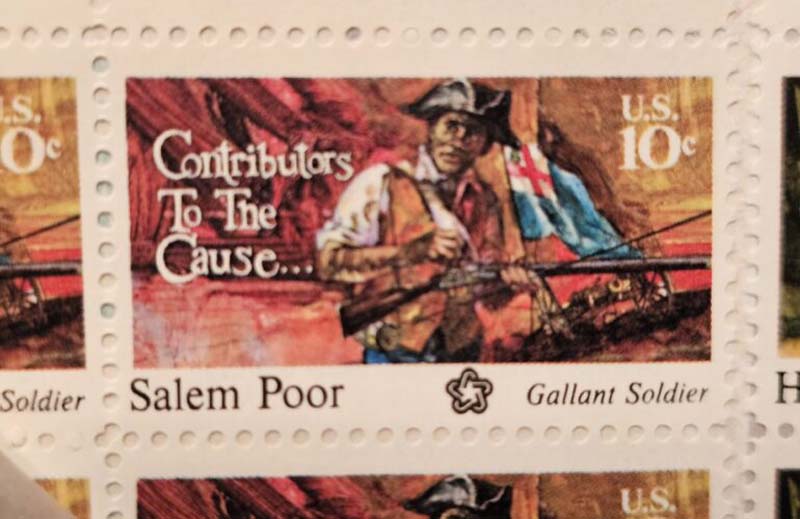 .S.
0c
Soldier
Contributors
To The
Cause...
U.S.
10c
Salem Poor
Gallant Soldier
H
U.S.